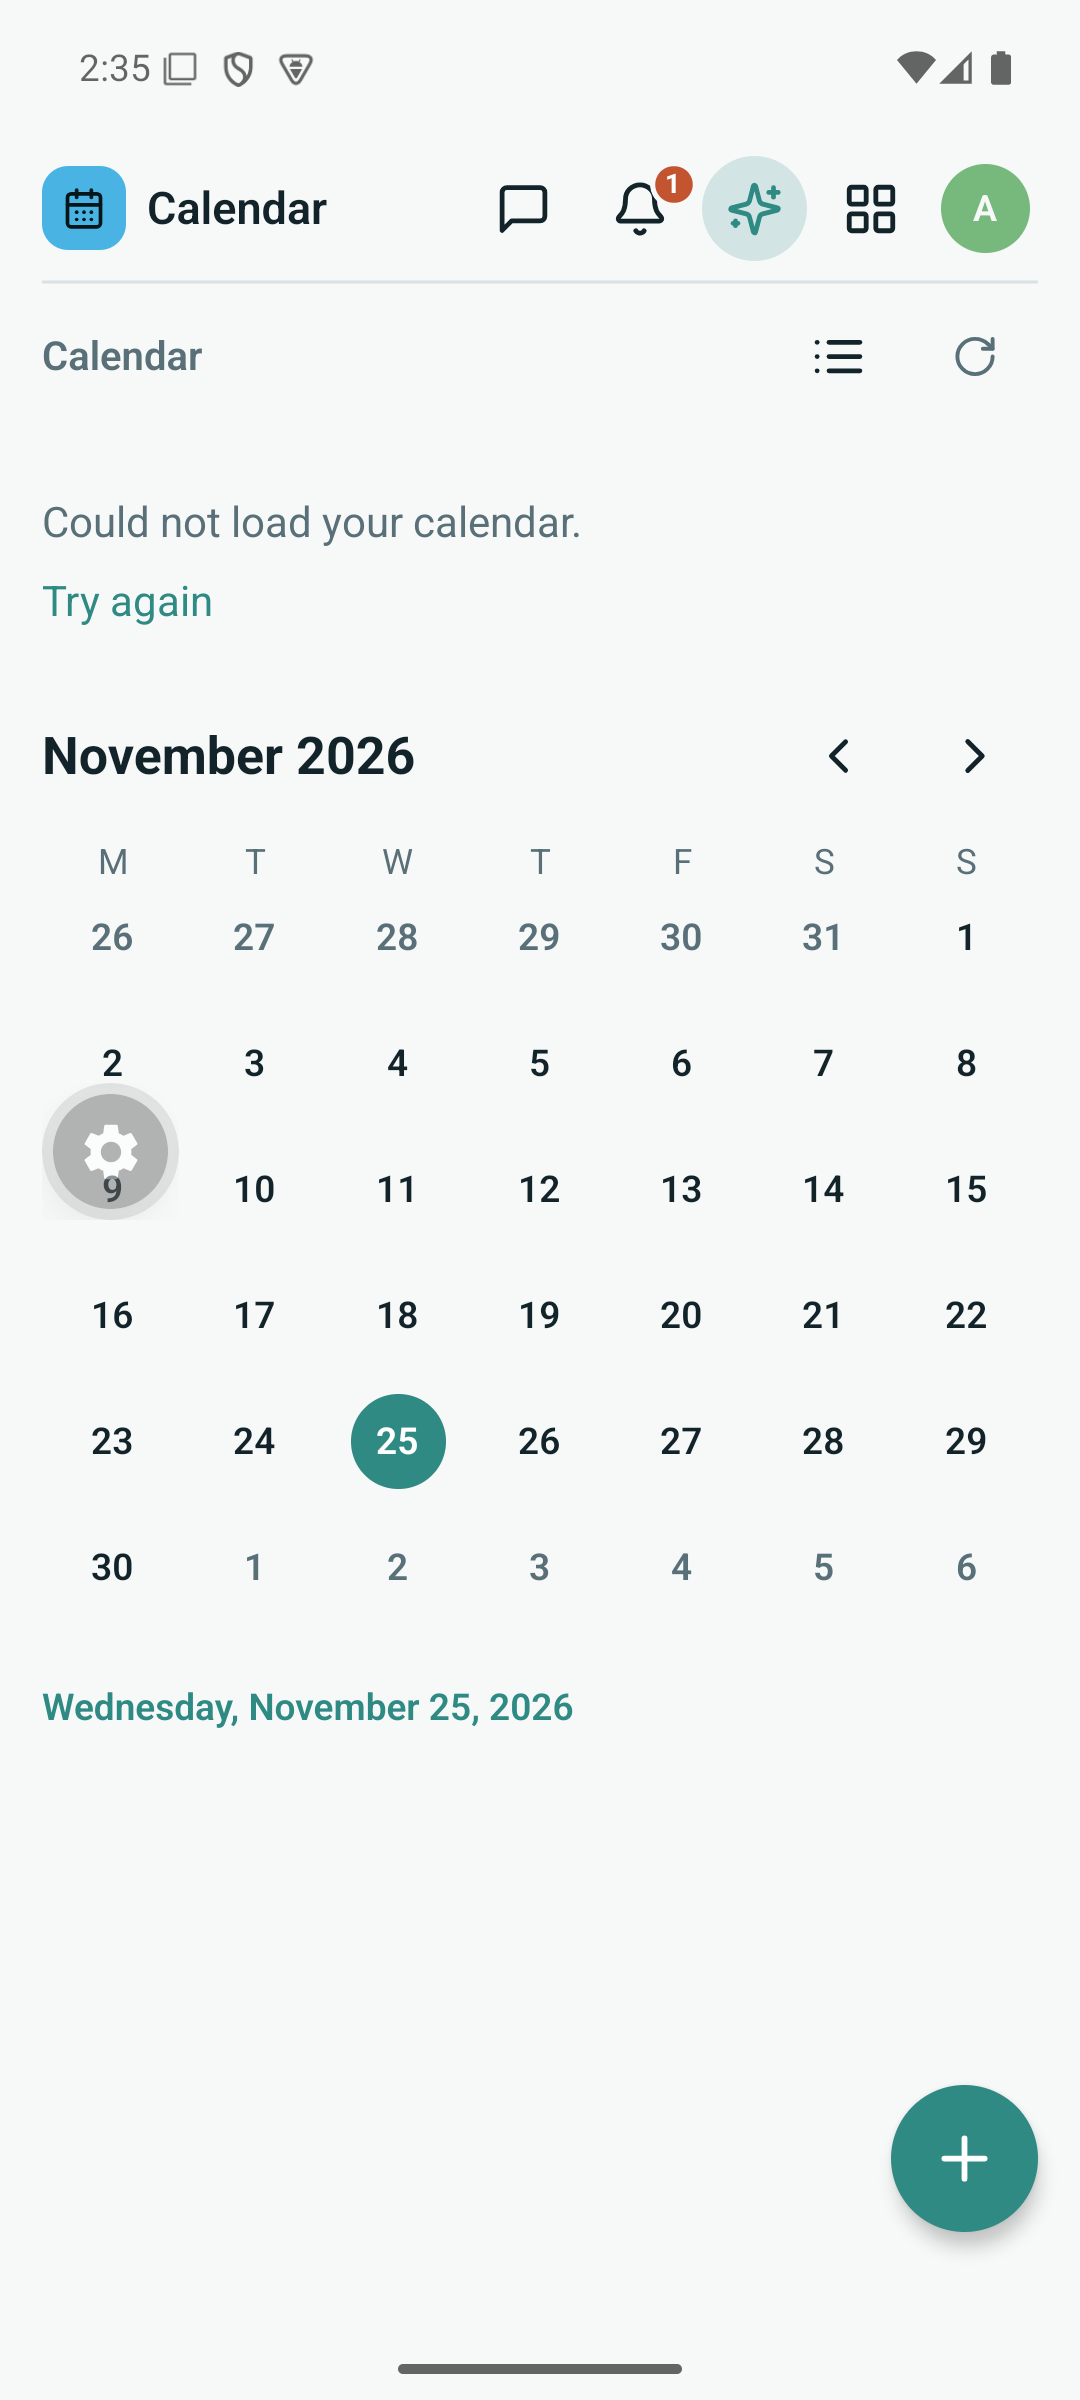 2:35
Calendar
1
A
Calendar
Could not load your calendar.
Try again
November 2026
M T W T F S S
26 27 28 29 30 31 1
2 3 4 5 6 7 8
9 10 11 12 13 14 15
16 17 18 19 20 21 22
23 24 25 26 27 28 29
30 1 2 3 4 5 6
Wednesday, November 25, 2026